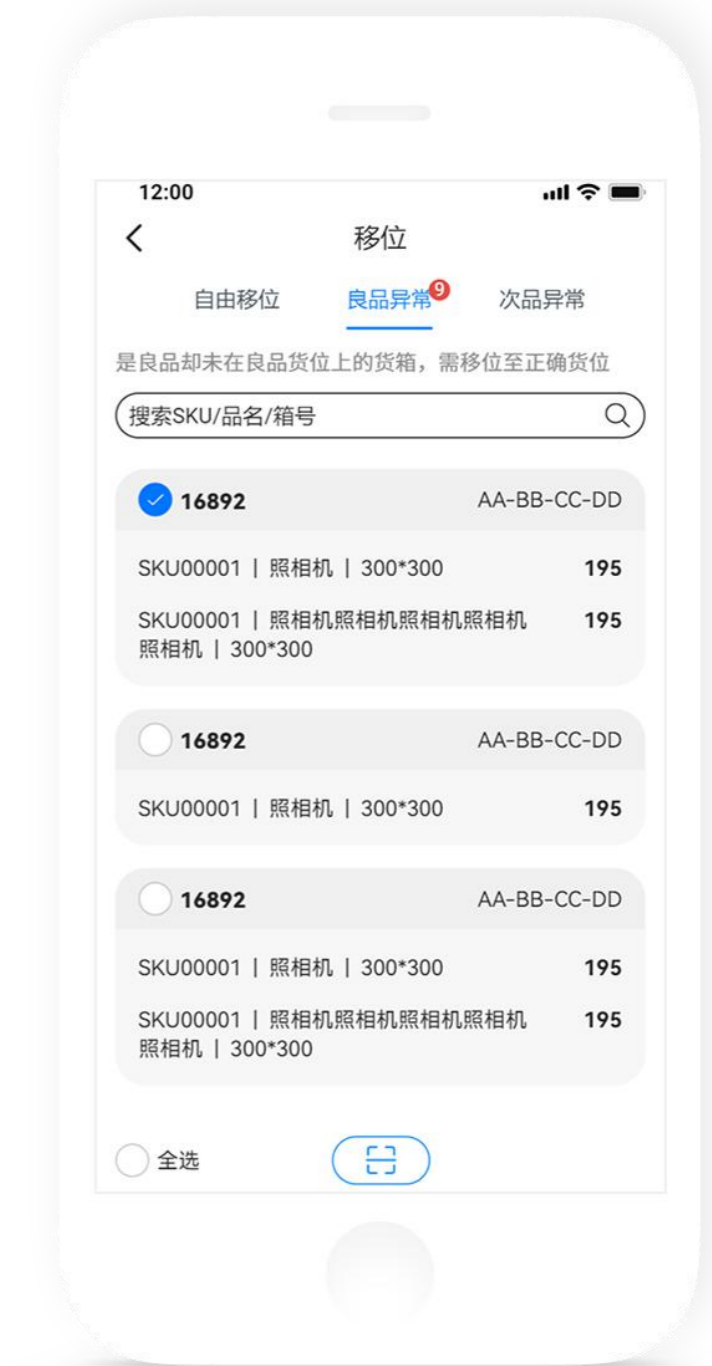 12:00
移位
自由移位 良品异常 9 次品异常
是良品却未在良品货位上的货箱，需移位至正确货位
搜索SKU/品名/箱号
16892 AA-BB-CC-DD
SKU00001 | 照相机 | 300*300 195
SKU00001 | 照相机照相机照相机照相机 195
照相机 | 300*300
16892 AA-BB-CC-DD
SKU00001 | 照相机 | 300*300 195
16892 AA-BB-CC-DD
SKU00001 | 照相机 | 300*300 195
SKU00001 | 照相机照相机照相机照相机 195
照相机 | 300*300
全选